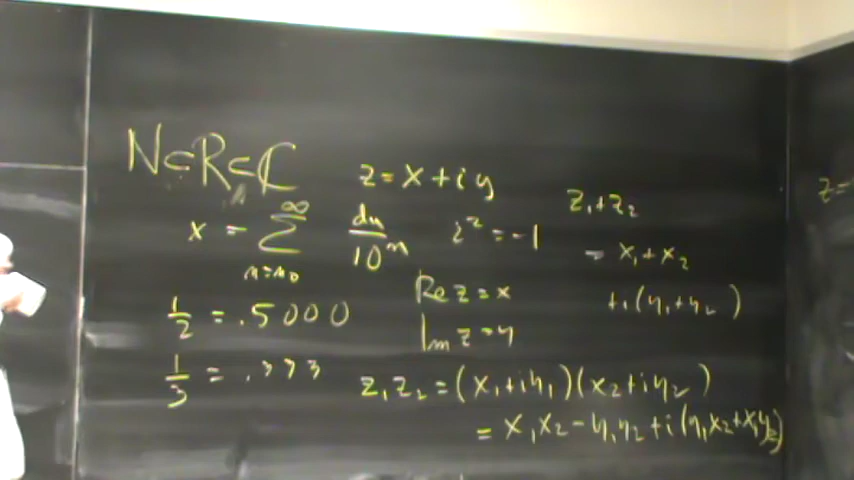 ℕ ⊂ ℝ ⊂ ℂ
x = ∑_{n=n₀}^{∞} dₙ/10ⁿ
1/2 = .5000
1/3 = .333
z = x + iy
i² = -1
Re z = x
Im z = y
z₁ + z₂
= x₁ + x₂
+ i(y₁ + y₂)
z₁z₂ = (x₁ + iy₁)(x₂ + iy₂)
= x₁x₂ - y₁y₂ + i(y₁x₂ + x₁y₂)
z =